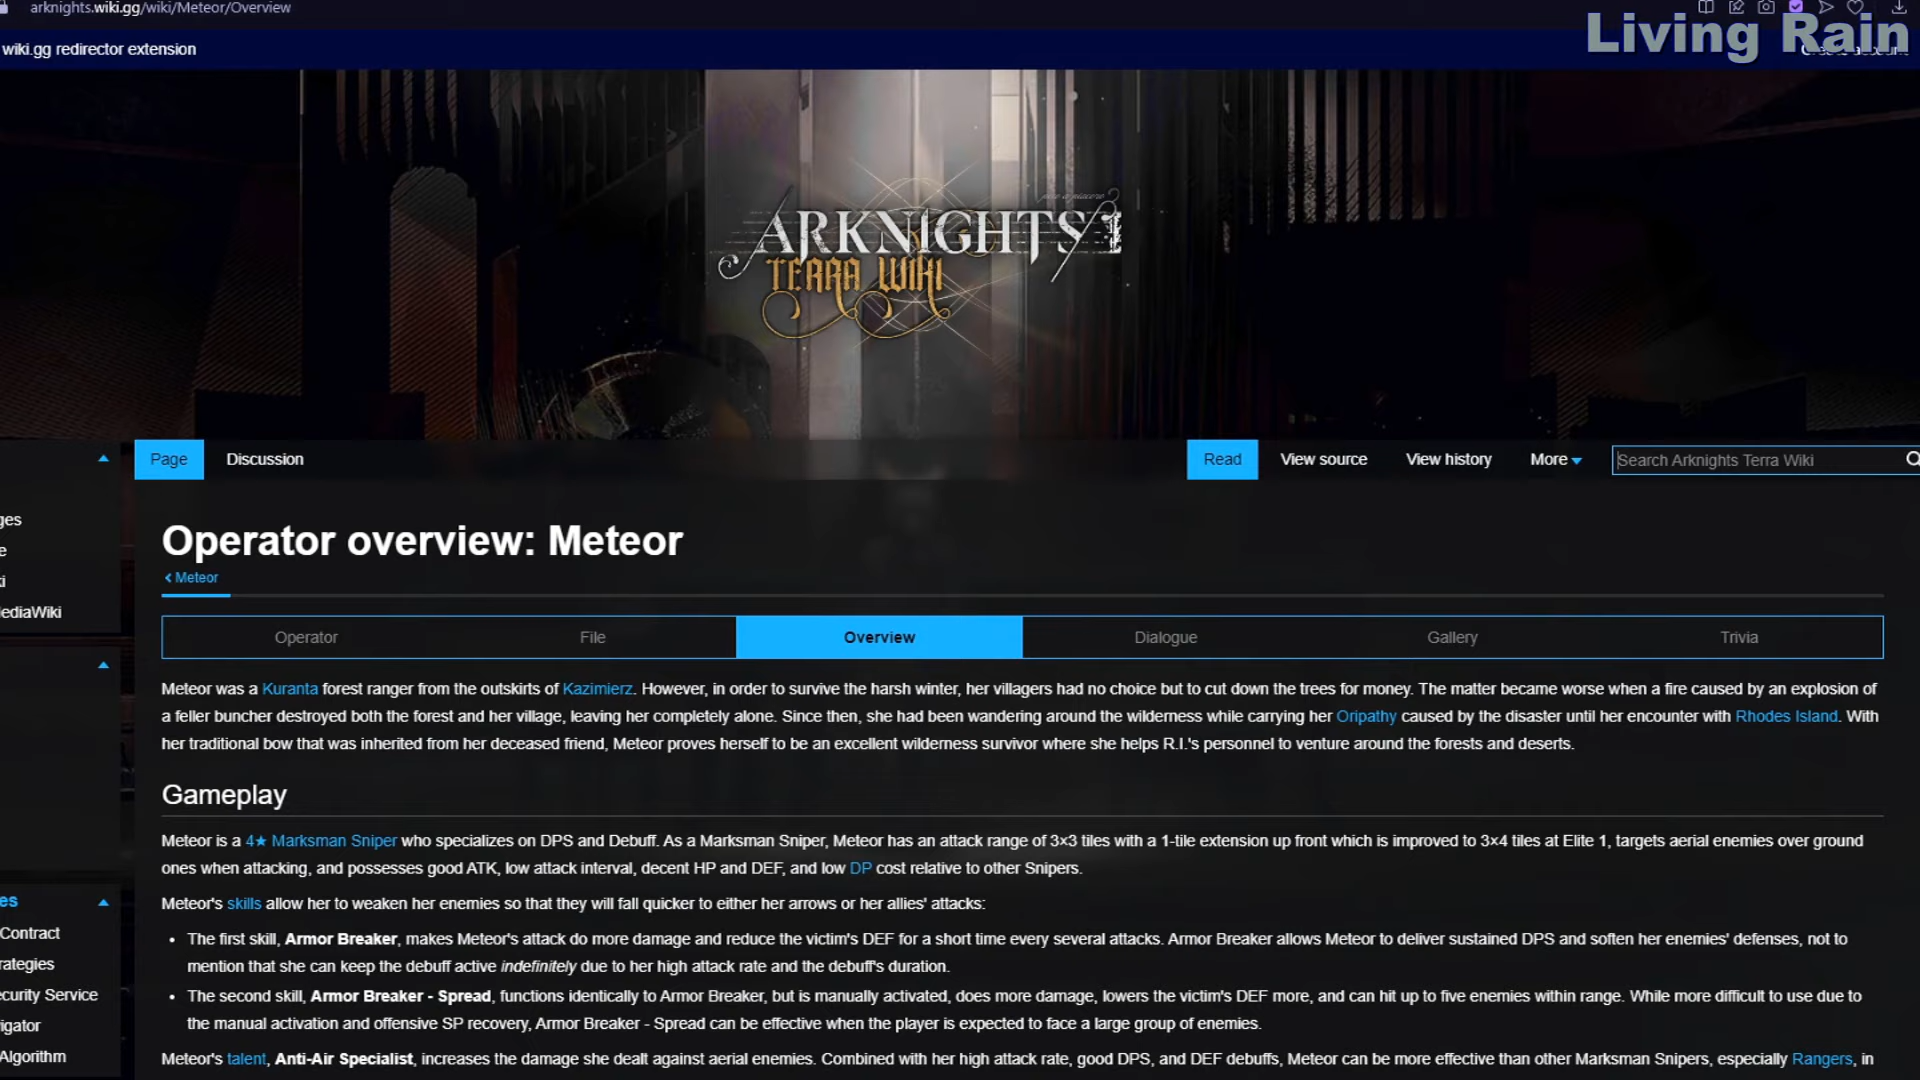 arknights.wiki.gg/wiki/Meteor/Overview
wiki.gg redirector extension
Living Rain
ARKNIGHTS
TERRA WIKI
Page
Discussion
Read
View source
View history
More
Search Arknights Terra Wiki
ges
e
ki
lediaWiki
Operator overview: Meteor
< Meteor
Operator
File
Overview
Dialogue
Gallery
Trivia
Meteor was a Kuranta forest ranger from the outskirts of Kazimierz. However, in order to survive the harsh winter, her villagers had no choice but to cut down the trees for money. The matter became worse when a fire caused by an explosion of
a feller buncher destroyed both the forest and her village, leaving her completely alone. Since then, she had been wandering around the wilderness while carrying her Oripathy caused by the disaster until her encounter with Rhodes Island. With
her traditional bow that was inherited from her deceased friend, Meteor proves herself to be an excellent wilderness survivor where she helps R.I.'s personnel to venture around the forests and deserts.
Gameplay
Meteor is a 4★ Marksman Sniper who specializes on DPS and Debuff. As a Marksman Sniper, Meteor has an attack range of 3×3 tiles with a 1-tile extension up front which is improved to 3×4 tiles at Elite 1, targets aerial enemies over ground
ones when attacking, and possesses good ATK, low attack interval, decent HP and DEF, and low DP cost relative to other Snipers.
Meteor's skills allow her to weaken her enemies so that they will fall quicker to either her arrows or her allies' attacks:
• The first skill, Armor Breaker, makes Meteor's attack do more damage and reduce the victim's DEF for a short time every several attacks. Armor Breaker allows Meteor to deliver sustained DPS and soften her enemies' defenses, not to
mention that she can keep the debuff active indefinitely due to her high attack rate and the debuff's duration.
• The second skill, Armor Breaker - Spread, functions identically to Armor Breaker, but is manually activated, does more damage, lowers the victim's DEF more, and can hit up to five enemies within range. While more difficult to use due to
the manual activation and offensive SP recovery, Armor Breaker - Spread can be effective when the player is expected to face a large group of enemies.
Meteor's talent, Anti-Air Specialist, increases the damage she dealt against aerial enemies. Combined with her high attack rate, good DPS, and DEF debuffs, Meteor can be more effective than other Marksman Snipers, especially Rangers, in
es
Contract
rategies
ecurity Service
rigator
Algorithm